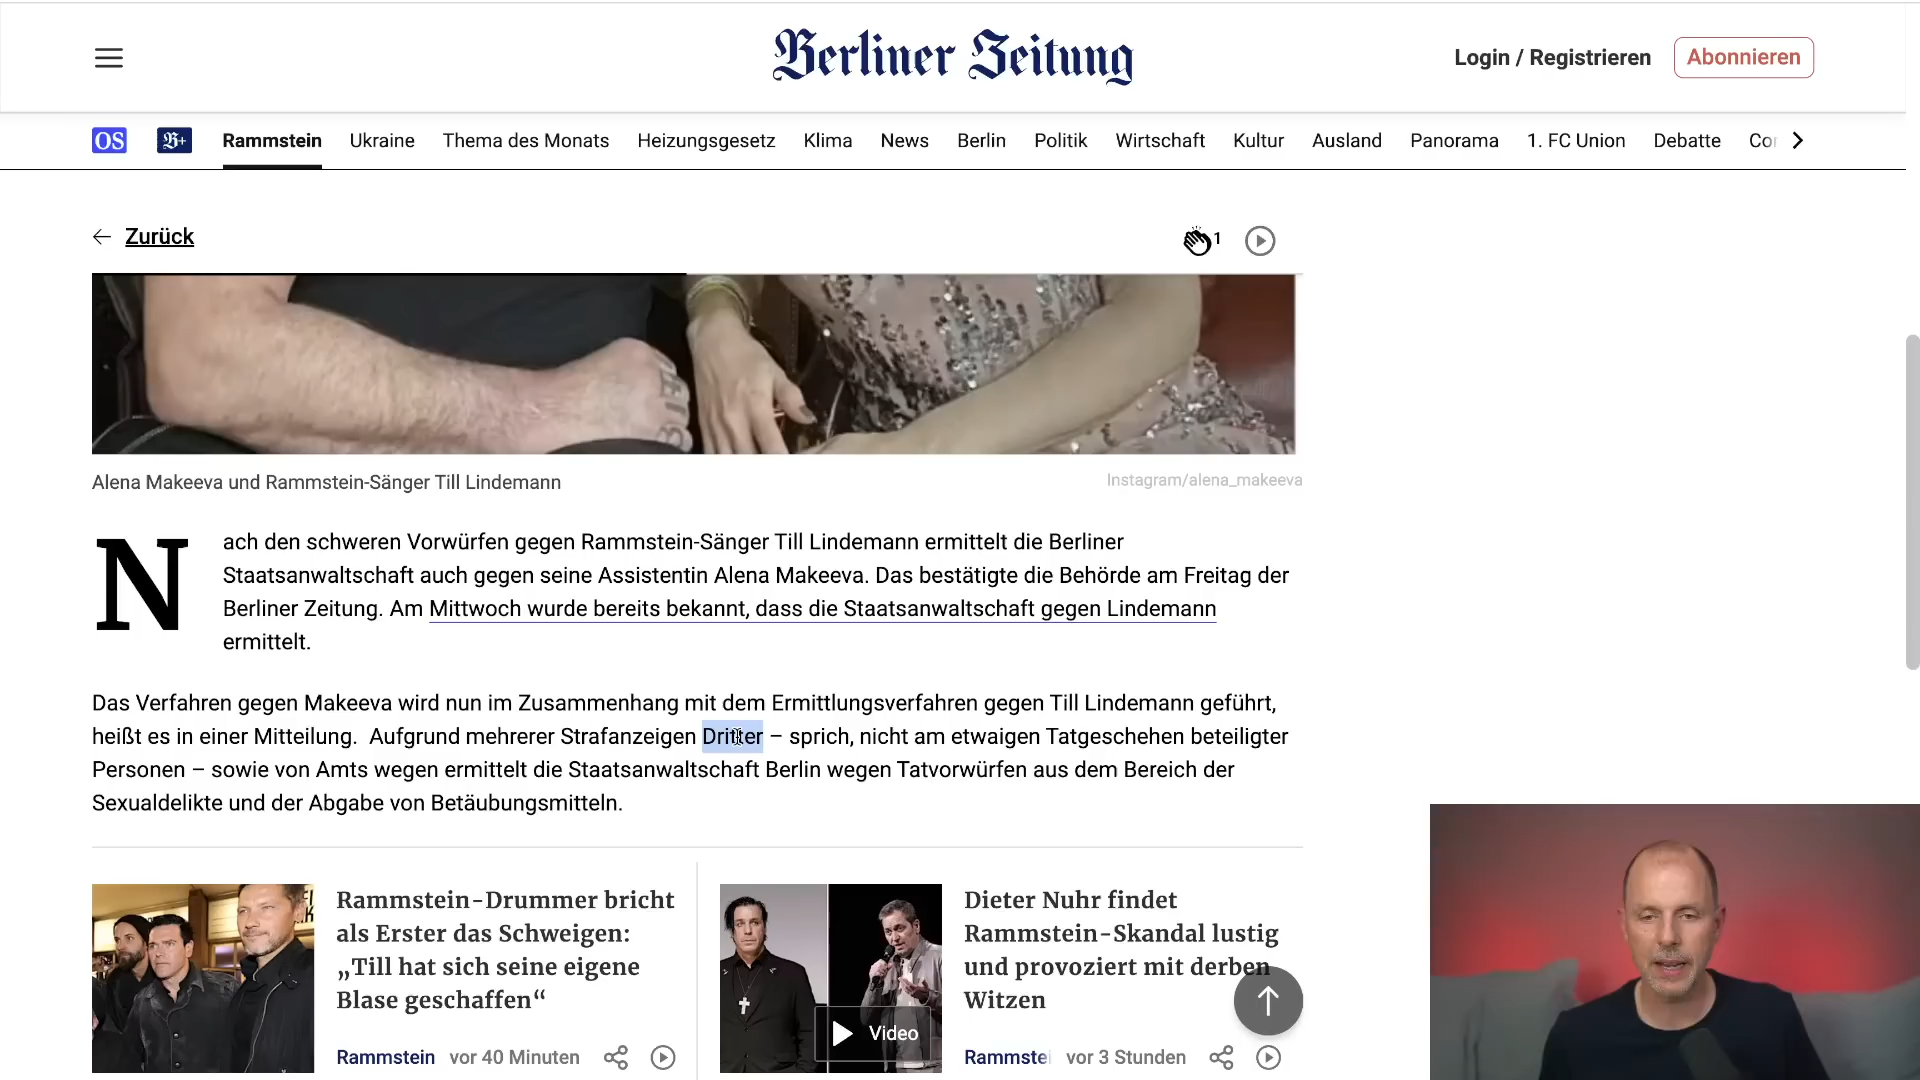 Berliner Zeitung
Login / Registrieren
Abonnieren
OS
B+
Rammstein
Ukraine
Thema des Monats
Heizungsgesetz
Klima
News
Berlin
Politik
Wirtschaft
Kultur
Ausland
Panorama
1. FC Union
Debatte
Zurück
1
Alena Makeeva und Rammstein-Sänger Till Lindemann
Instagram/alena_makeeva
Nach den schweren Vorwürfen gegen Rammstein-Sänger Till Lindemann ermittelt die Berliner
Staatsanwaltschaft auch gegen seine Assistentin Alena Makeeva. Das bestätigte die Behörde am Freitag der
Berliner Zeitung. Am Mittwoch wurde bereits bekannt, dass die Staatsanwaltschaft gegen Lindemann
ermittelt.
Das Verfahren gegen Makeeva wird nun im Zusammenhang mit dem Ermittlungsverfahren gegen Till Lindemann geführt,
heißt es in einer Mitteilung. Aufgrund mehrerer Strafanzeigen Dritter – sprich, nicht am etwaigen Tatgeschehen beteiligter
Personen – sowie von Amts wegen ermittelt die Staatsanwaltschaft Berlin wegen Tatvorwürfen aus dem Bereich der
Sexualdelikte und der Abgabe von Betäubungsmitteln.
Rammstein-Drummer bricht
als Erster das Schweigen:
„Till hat sich seine eigene
Blase geschaffen“
Rammstein vor 40 Minuten
Video
Dieter Nuhr findet
Rammstein-Skandal lustig
und provoziert mit derben
Witzen
Rammstei vor 3 Stunden